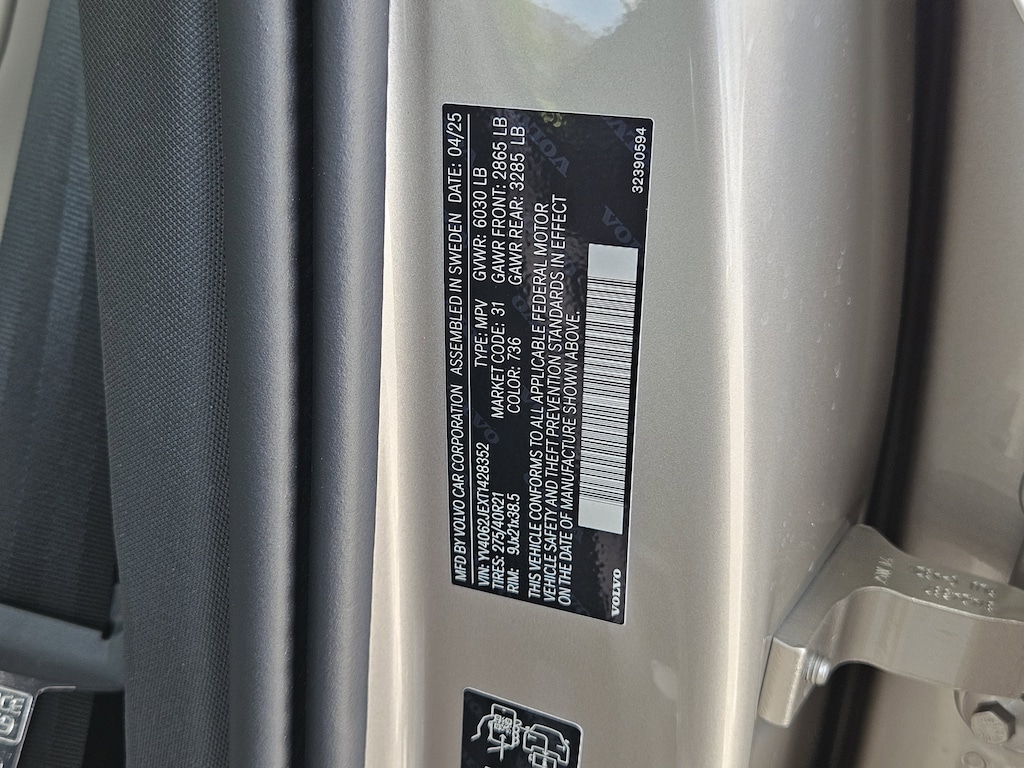 MFD BY VOLVO CAR CORPORATION ASSEMBLED IN SWEDEN DATE: 04/25
VIN: YV4062JEXT1428352 TYPE: MPV GVWR: 6030 LB
TIRES: 275/40R21 MARKET CODE: 31 GAWR FRONT: 2865 LB
RIM: 9Jx21x38.5 COLOR: 736 GAWR REAR: 3285 LB
THIS VEHICLE CONFORMS TO ALL APPLICABLE FEDERAL MOTOR
VEHICLE SAFETY AND THEFT PREVENTION STANDARDS IN EFFECT
ON THE DATE OF MANUFACTURE SHOWN ABOVE.
VOLVO 32390594